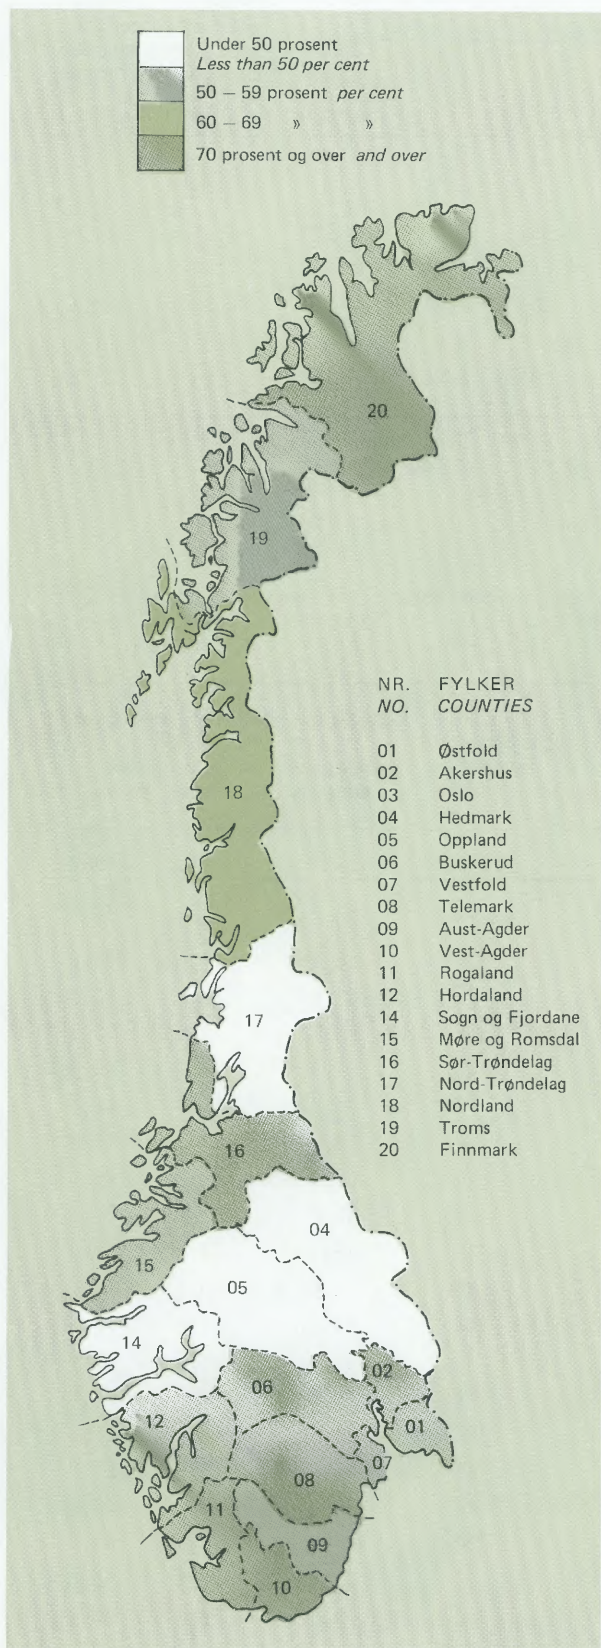 Under 50 prosent
Less than 50 per cent
50 – 59 prosent per cent
60 – 69 » »
70 prosent og over and over
20
19
18
17
16
15
14
04
05
06
02
01
12
07
08
11
09
10
NR. FYLKER
NO. COUNTIES
01 Østfold
02 Akershus
03 Oslo
04 Hedmark
05 Oppland
06 Buskerud
07 Vestfold
08 Telemark
09 Aust-Agder
10 Vest-Agder
11 Rogaland
12 Hordaland
14 Sogn og Fjordane
15 Møre og Romsdal
16 Sør-Trøndelag
17 Nord-Trøndelag
18 Nordland
19 Troms
20 Finnmark